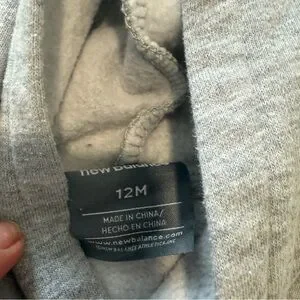 new balance
12M
MADE IN CHINA/
HECHO EN CHINA
www.newbalance.com